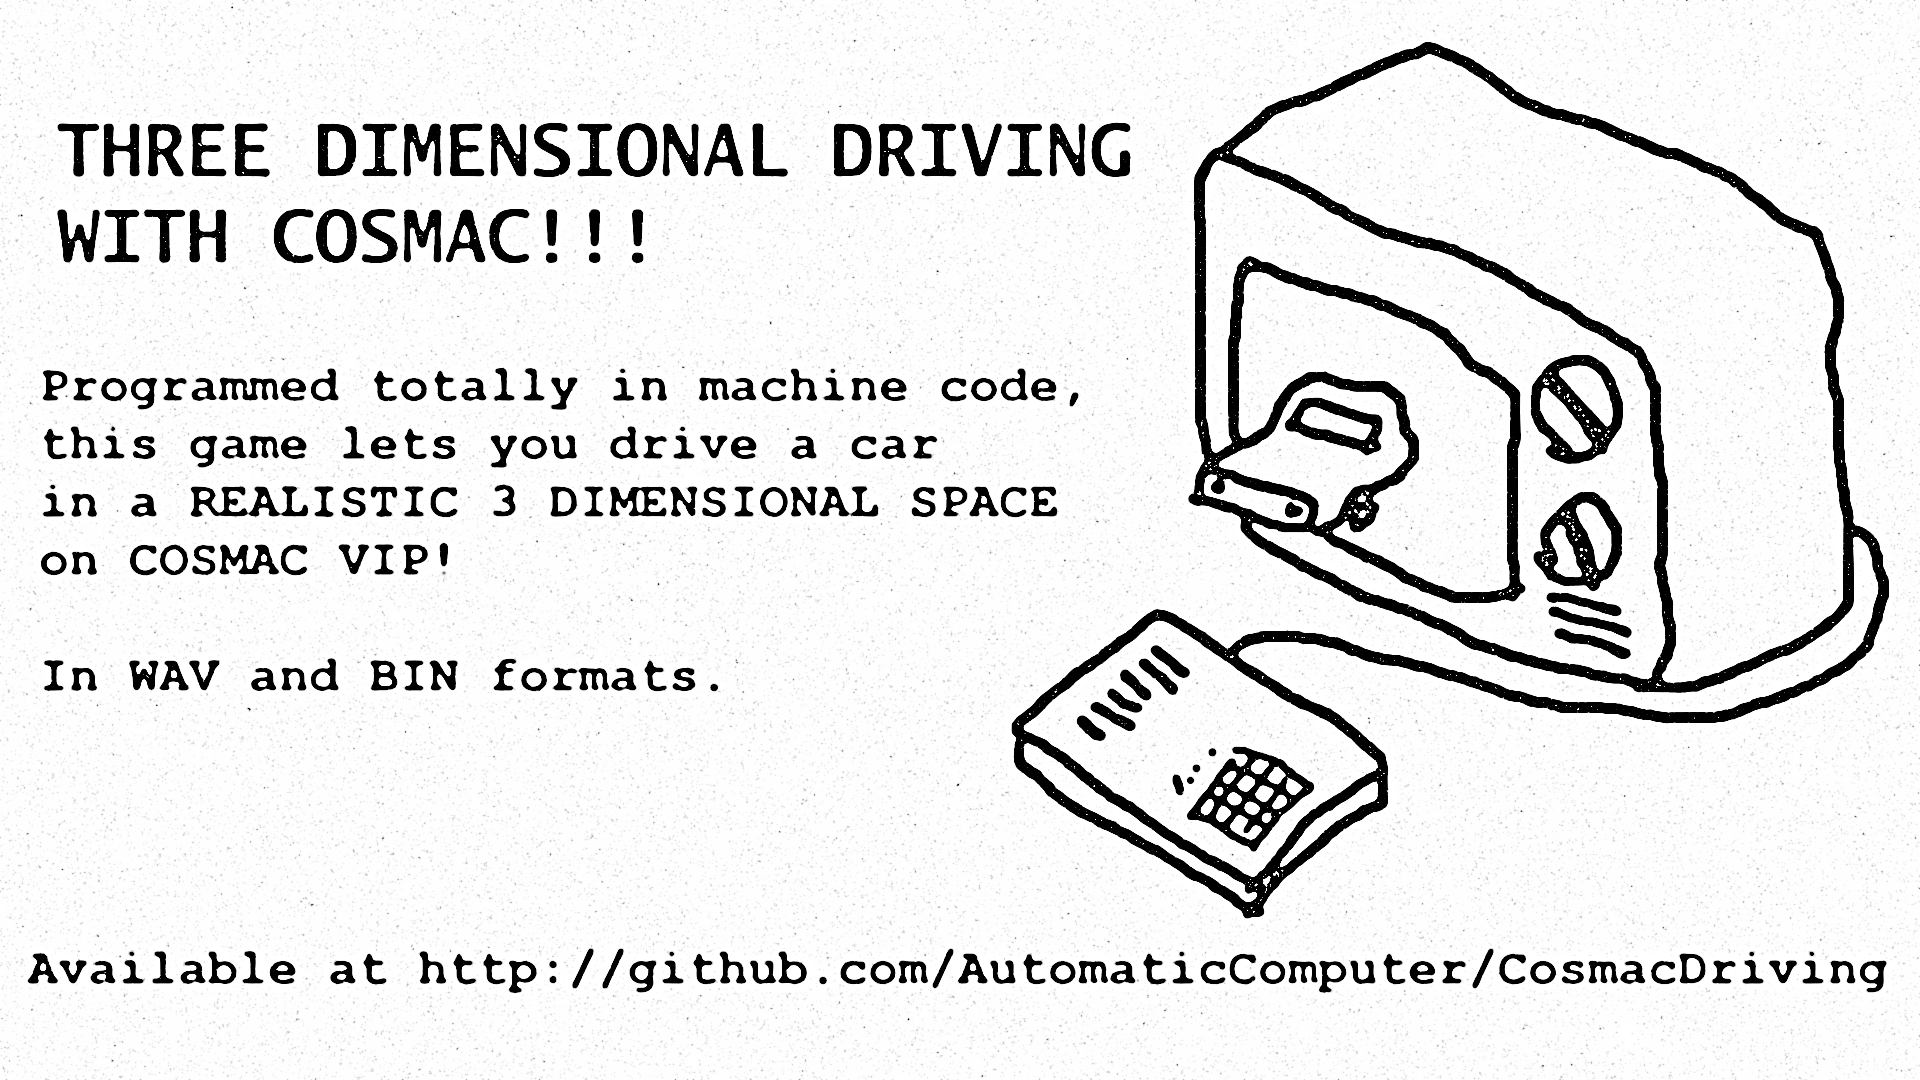 THREE DIMENSIONAL DRIVING
WITH COSMAC!!!
Programmed totally in machine code,
this game lets you drive a car
in a REALISTIC 3 DIMENSIONAL SPACE
on COSMAC VIP!
In WAV and BIN formats.
Available at http://github.com/AutomaticComputer/CosmacDriving